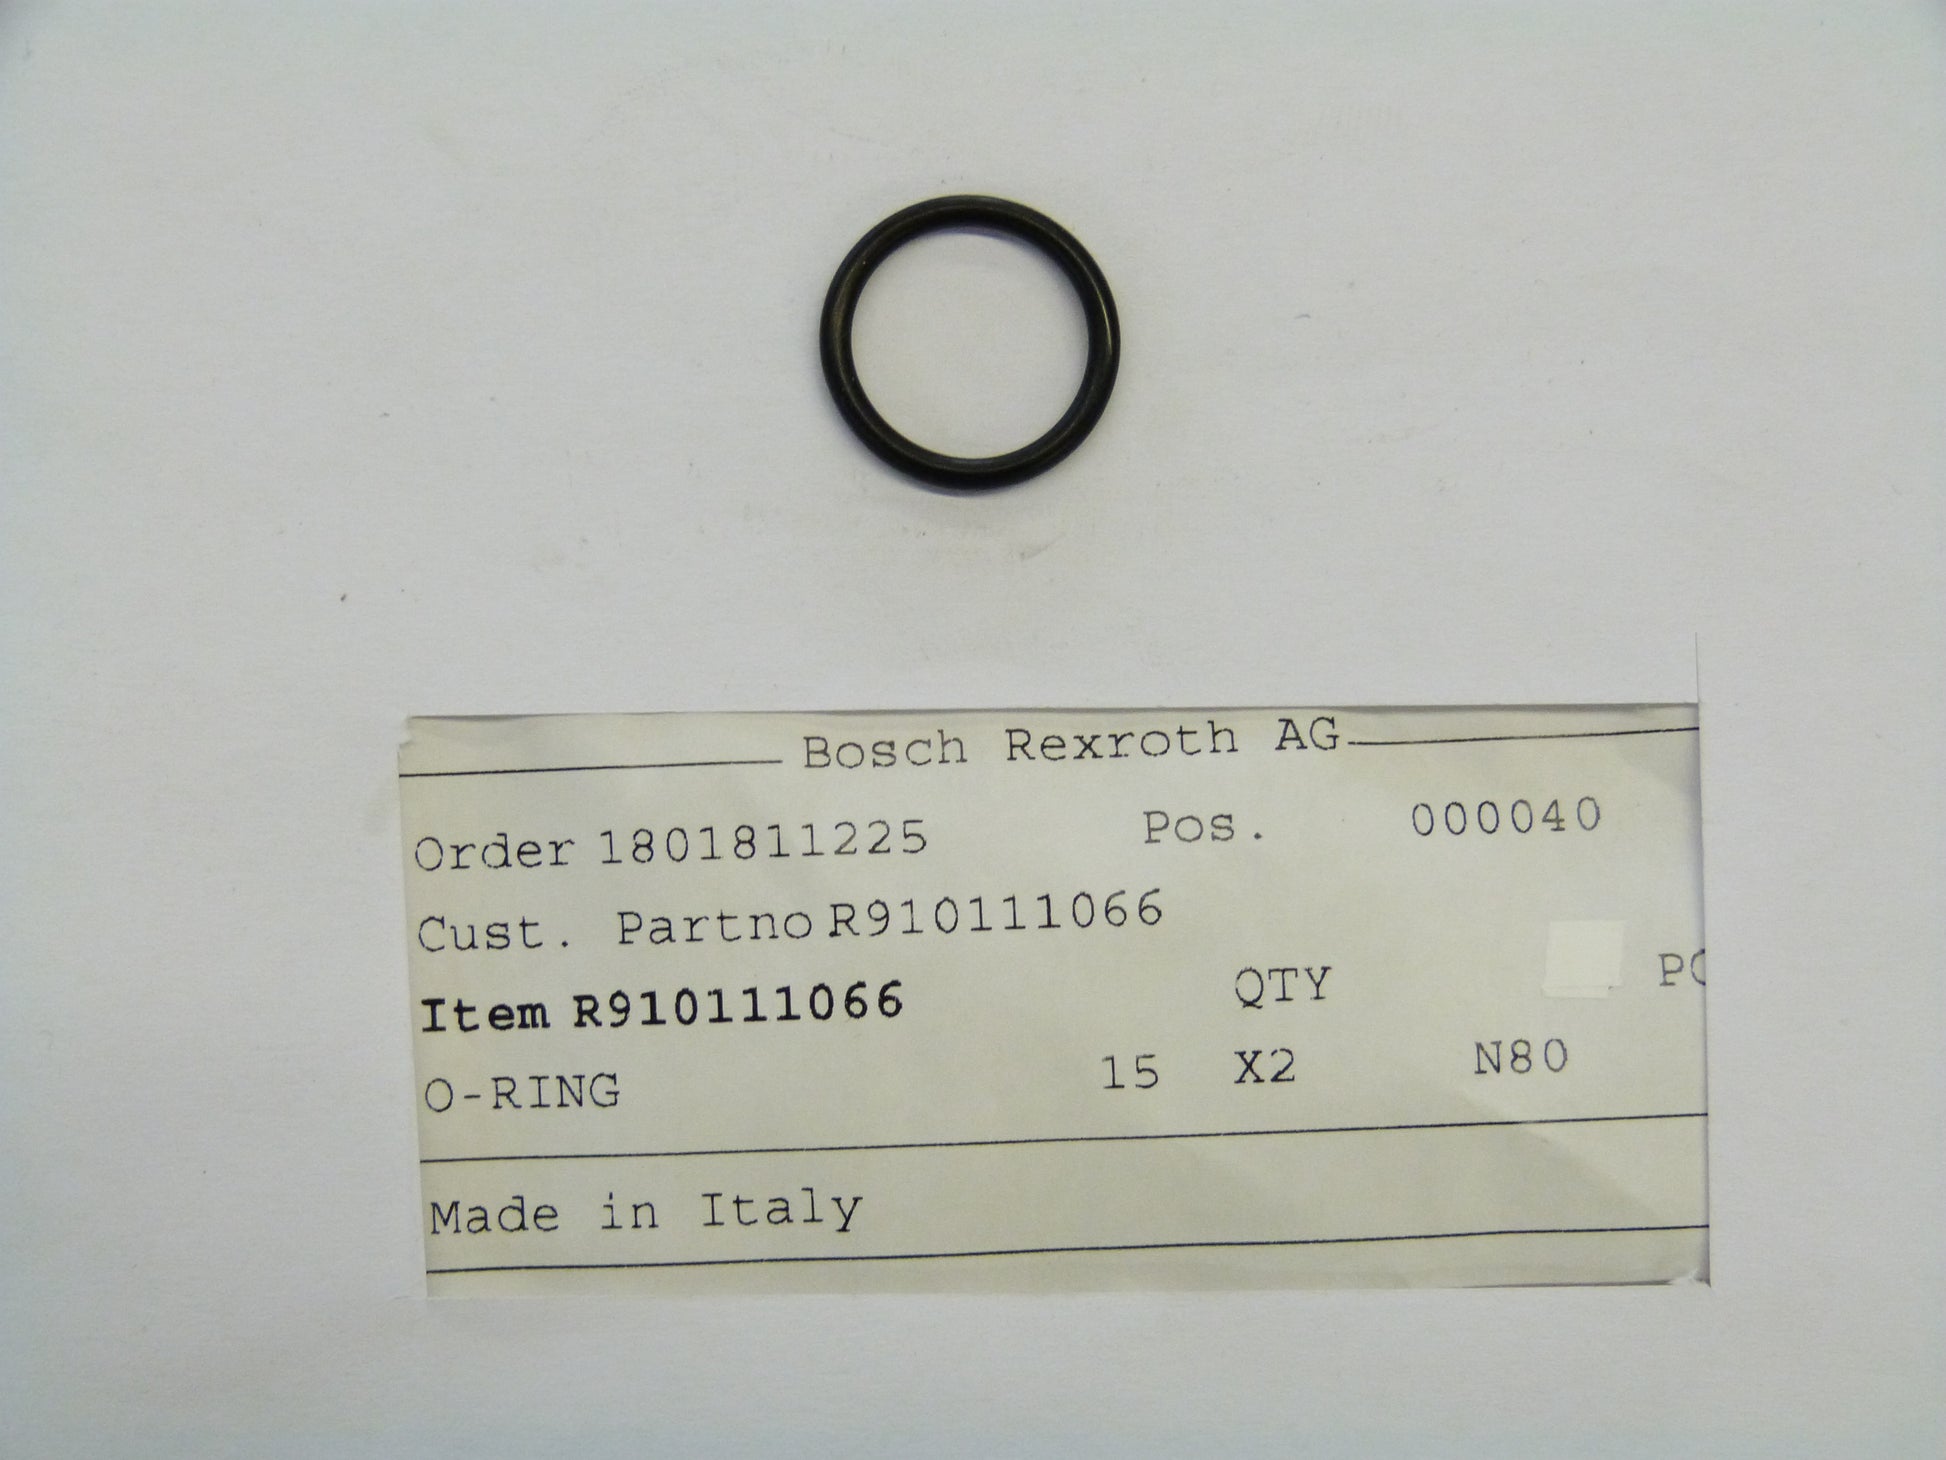 Bosch Rexroth AG
Order 1801811225 Pos. 000040
Cust. Partno R910111066
Item R910111066 QTY
O-RING 15 X2 N80
Made in Italy